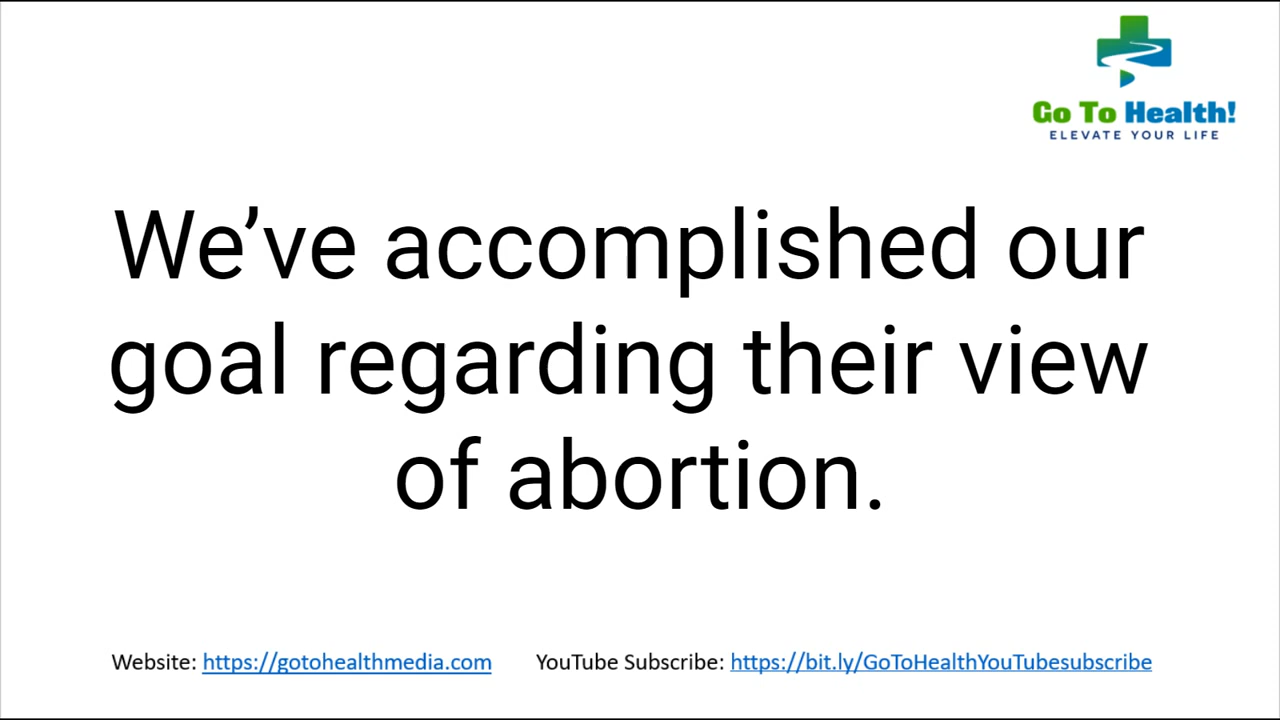 Go To Health!
ELEVATE YOUR LIFE
We’ve accomplished our
goal regarding their view
of abortion.
Website: https://gotohealthmedia.com YouTube Subscribe: https://bit.ly/GoToHealthYouTubesubscribe